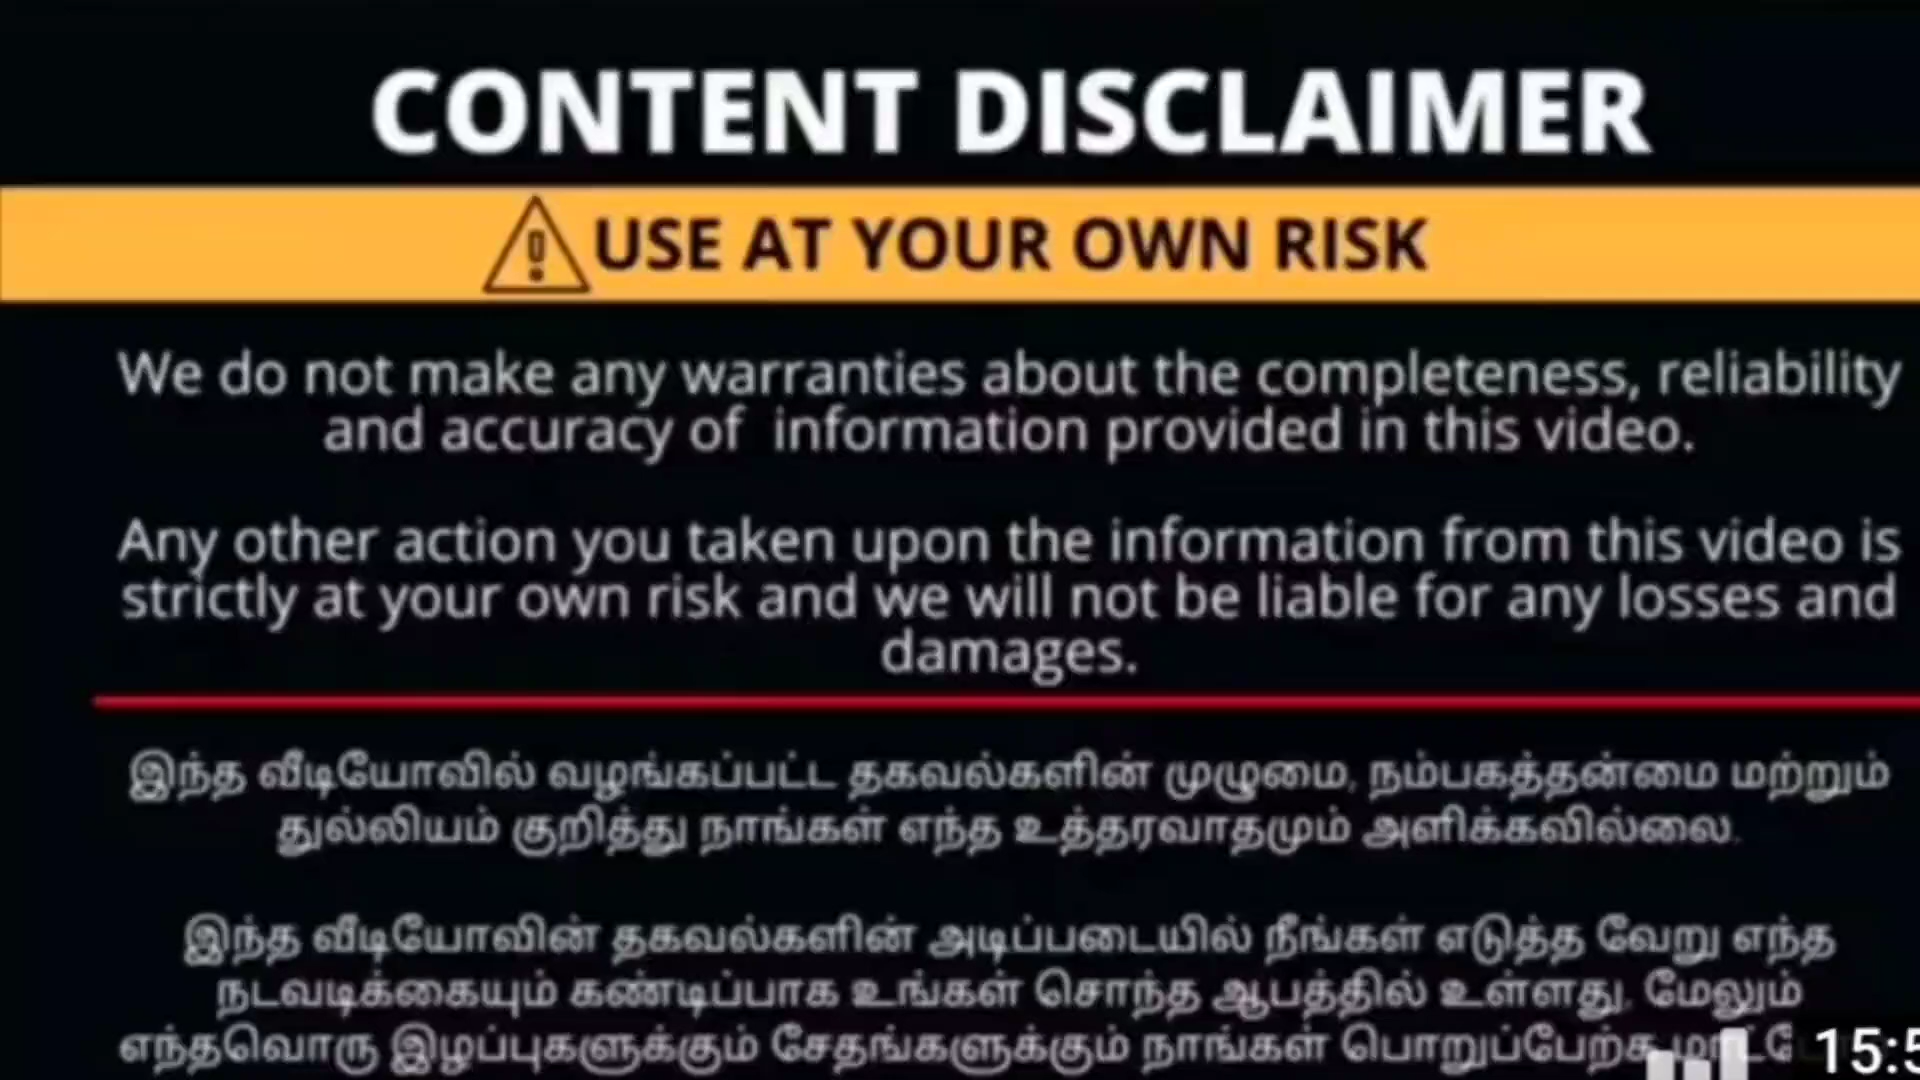 CONTENT DISCLAIMER
USE AT YOUR OWN RISK
We do not make any warranties about the completeness, reliability
and accuracy of information provided in this video.
Any other action you taken upon the information from this video is
strictly at your own risk and we will not be liable for any losses and
damages.
இந்த வீடியோவில் வழங்கப்பட்ட தகவல்களின் முழுமை, நம்பகத்தன்மை மற்றும்
துல்லியம் குறித்து நாங்கள் எந்த உத்தரவாதமும் அளிக்கவில்லை.
இந்த வீடியோவின் தகவல்களின் அடிப்படையில் நீங்கள் எடுத்த வேறு எந்த
நடவடிக்கையும் கண்டிப்பாக உங்கள் சொந்த ஆபத்தில் உள்ளது, மேலும்
எந்தவொரு இழப்புகளுக்கும் சேதங்களுக்கும் நாங்கள் பொறுப்பேற்க
15:5